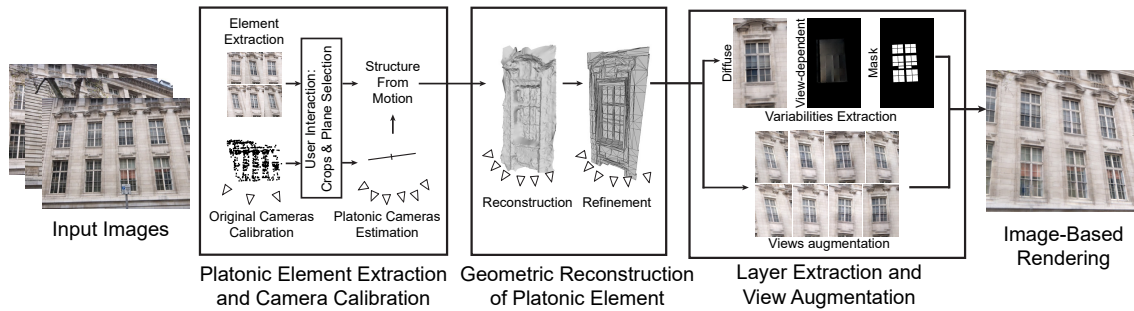 Input Images
Element
Extraction
User Interaction:
Crops & Plane Selection
Structure
From
Motion
Original Cameras
Calibration
Platonic Cameras
Estimation
Platonic Element Extraction
and Camera Calibration
Reconstruction
Refinement
Geometric Reconstruction
of Platonic Element
Diffuse
View-dependent
Mask
Variabilities Extraction
Views augmentation
Layer Extraction and
View Augmentation
Image-Based
Rendering